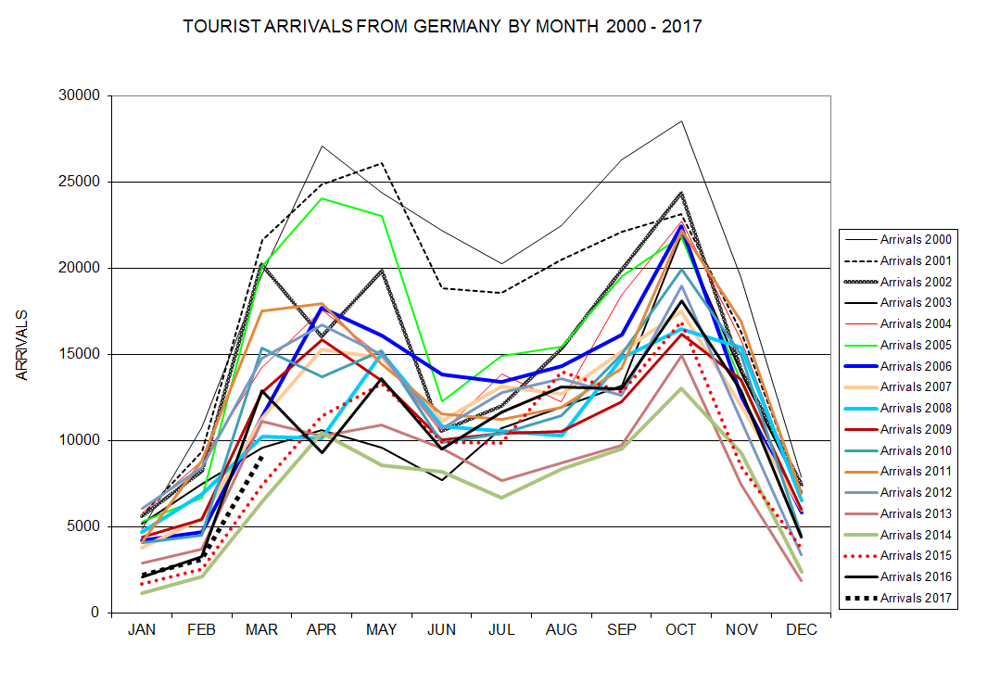 TOURIST ARRIVALS FROM GERMANY BY MONTH 2000 - 2017
30000
25000
20000
15000
10000
5000
0
ARRIVALS
JAN FEB MAR APR MAY JUN JUL AUG SEP OCT NOV DEC
Arrivals 2000
Arrivals 2001
Arrivals 2002
Arrivals 2003
Arrivals 2004
Arrivals 2005
Arrivals 2006
Arrivals 2007
Arrivals 2008
Arrivals 2009
Arrivals 2010
Arrivals 2011
Arrivals 2012
Arrivals 2013
Arrivals 2014
Arrivals 2015
Arrivals 2016
Arrivals 2017